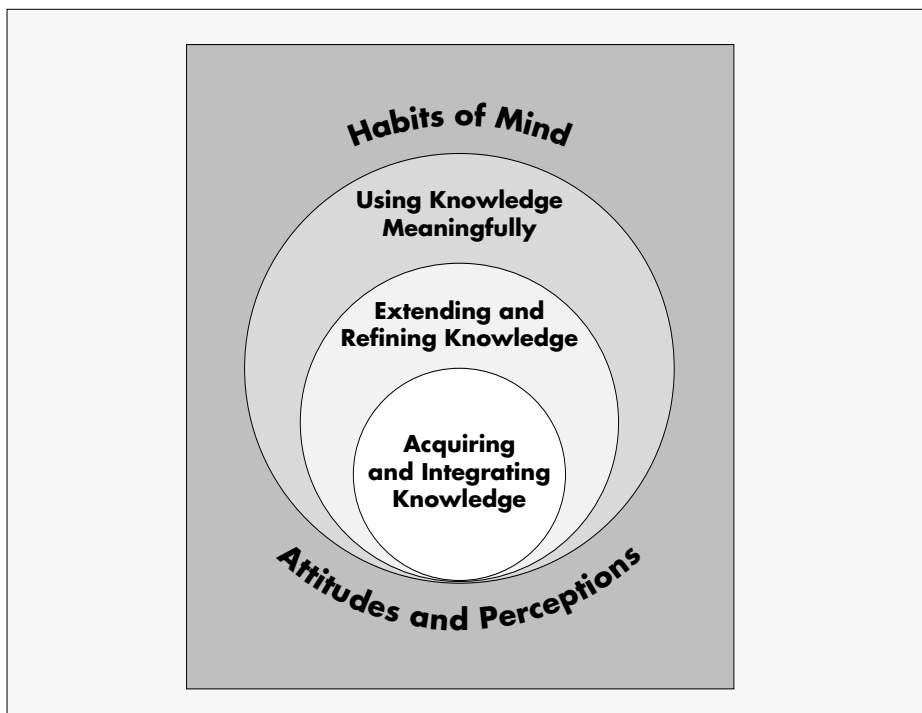 Habits of Mind
Using Knowledge
Meaningfully
Extending and
Refining Knowledge
Acquiring
and Integrating
Knowledge
Attitudes and Perceptions